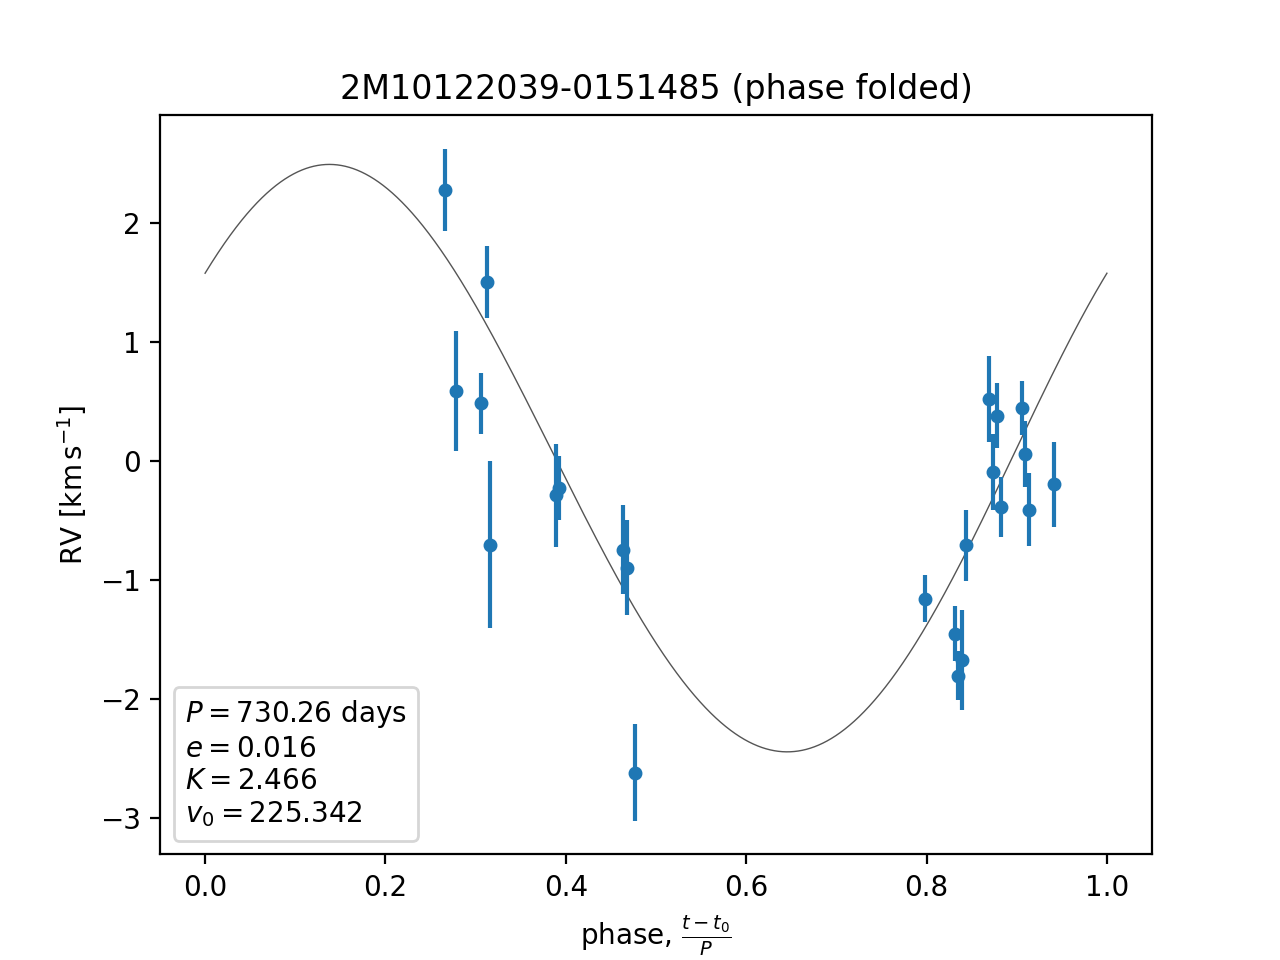 2M10122039-0151485 (phase folded)
RV [km s⁻¹]
2
1
0
−1
−2
−3
P = 730.26 days
e = 0.016
K = 2.466
v₀ = 225.342
0.0 0.2 0.4 0.6 0.8 1.0
phase, (t − t₀)/P